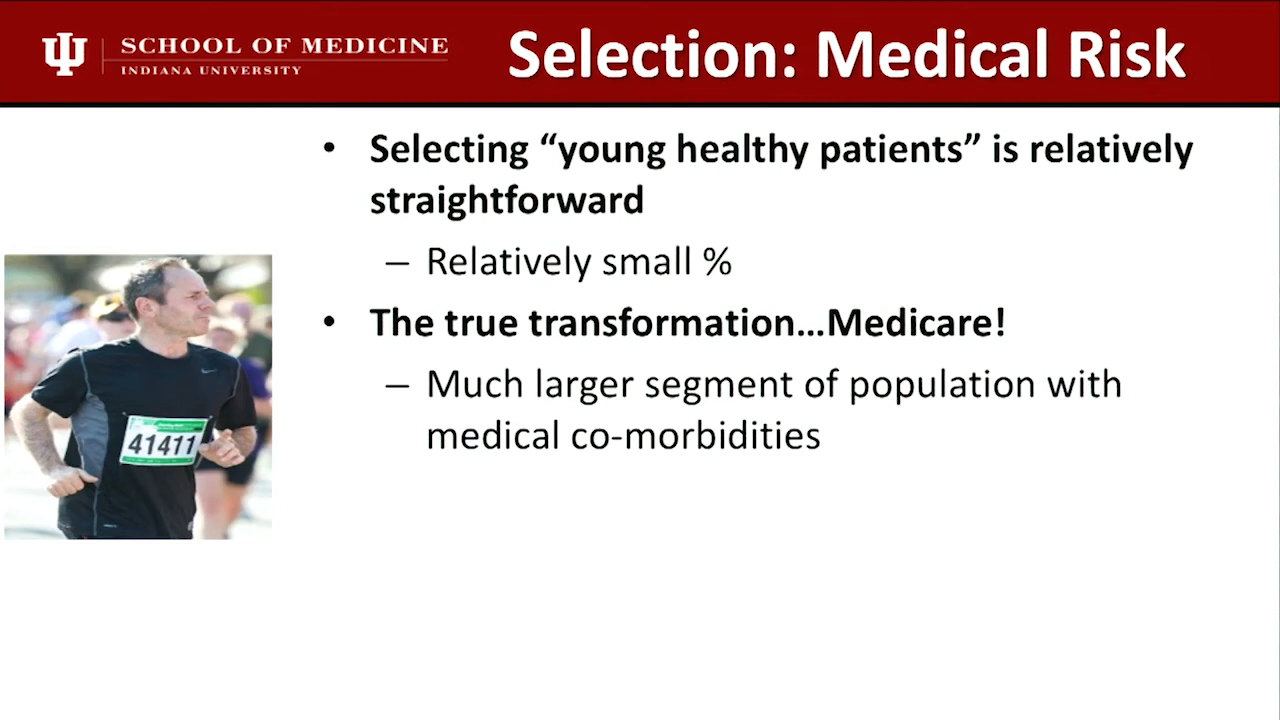 SCHOOL OF MEDICINE
INDIANA UNIVERSITY
Selection: Medical Risk
• Selecting “young healthy patients” is relatively
straightforward
– Relatively small %
• The true transformation…Medicare!
– Much larger segment of population with
medical co-morbidities
41411